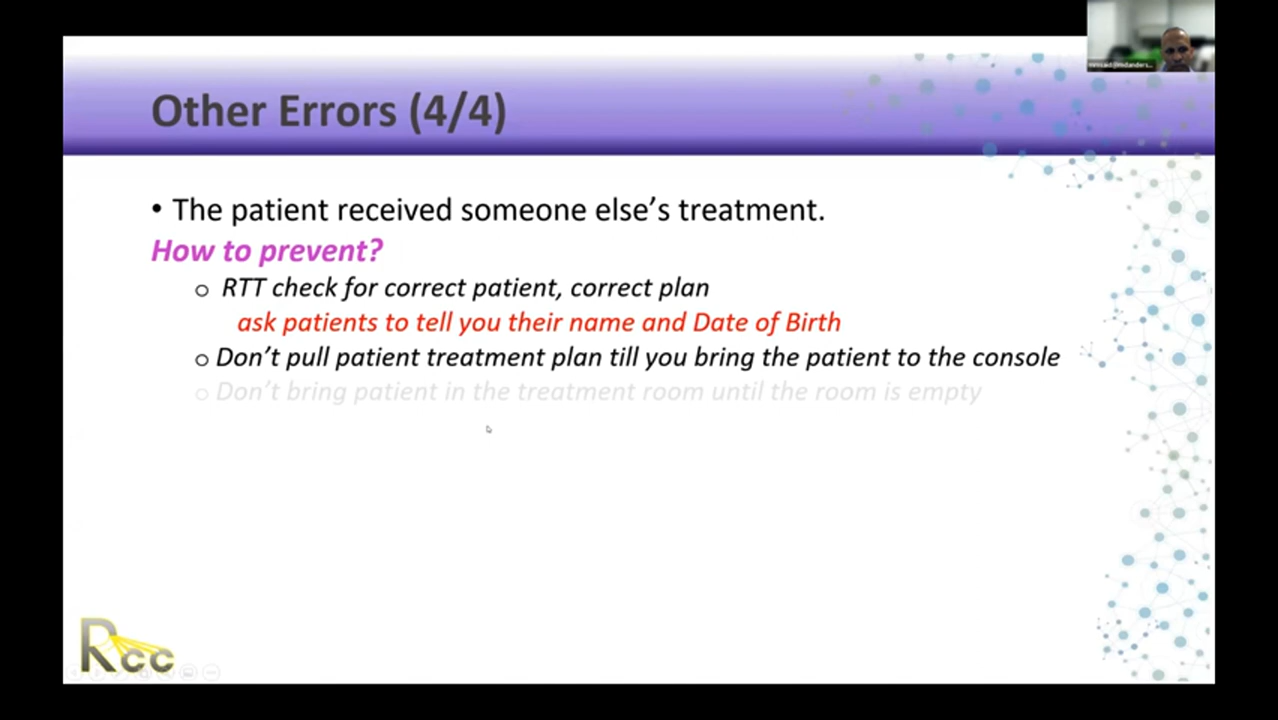 Other Errors (4/4)
• The patient received someone else's treatment.
How to prevent?
o RTT check for correct patient, correct plan
ask patients to tell you their name and Date of Birth
o Don't pull patient treatment plan till you bring the patient to the console
o Don't bring patient in the treatment room until the room is empty
Rcc